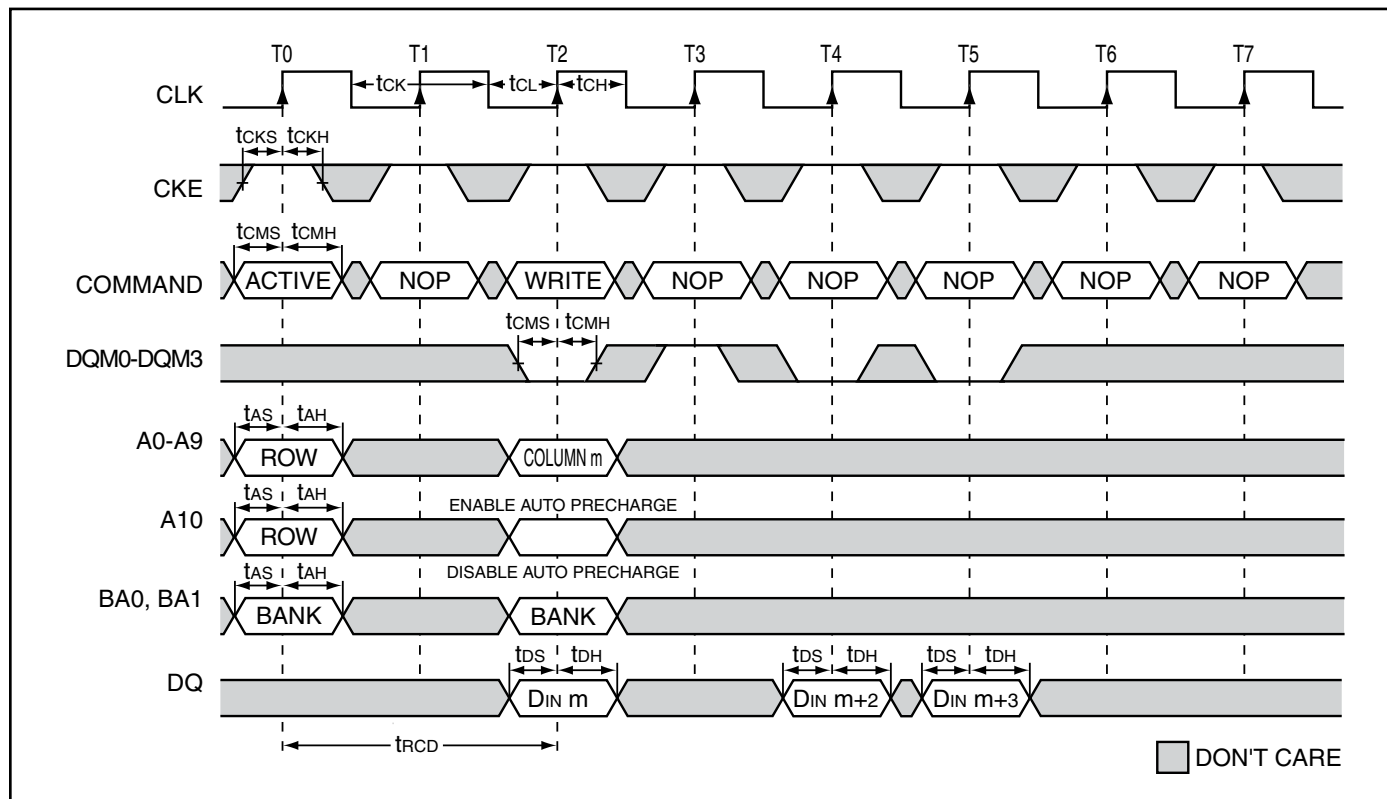 T0 T1 T2 T3 T4 T5 T6 T7
CLK tCK tCL tCH
tCKS tCKH
CKE
tCMS tCMH
COMMAND ACTIVE NOP WRITE NOP NOP NOP NOP NOP
tCMS tCMH
DQM0-DQM3
tAS tAH
A0-A9 ROW COLUMN m
tAS tAH ENABLE AUTO PRECHARGE
A10 ROW
tAS tAH DISABLE AUTO PRECHARGE
BA0, BA1 BANK BANK
tDS tDH tDS tDH tDS tDH
DQ DIN m DIN m+2 DIN m+3
tRCD
DON'T CARE